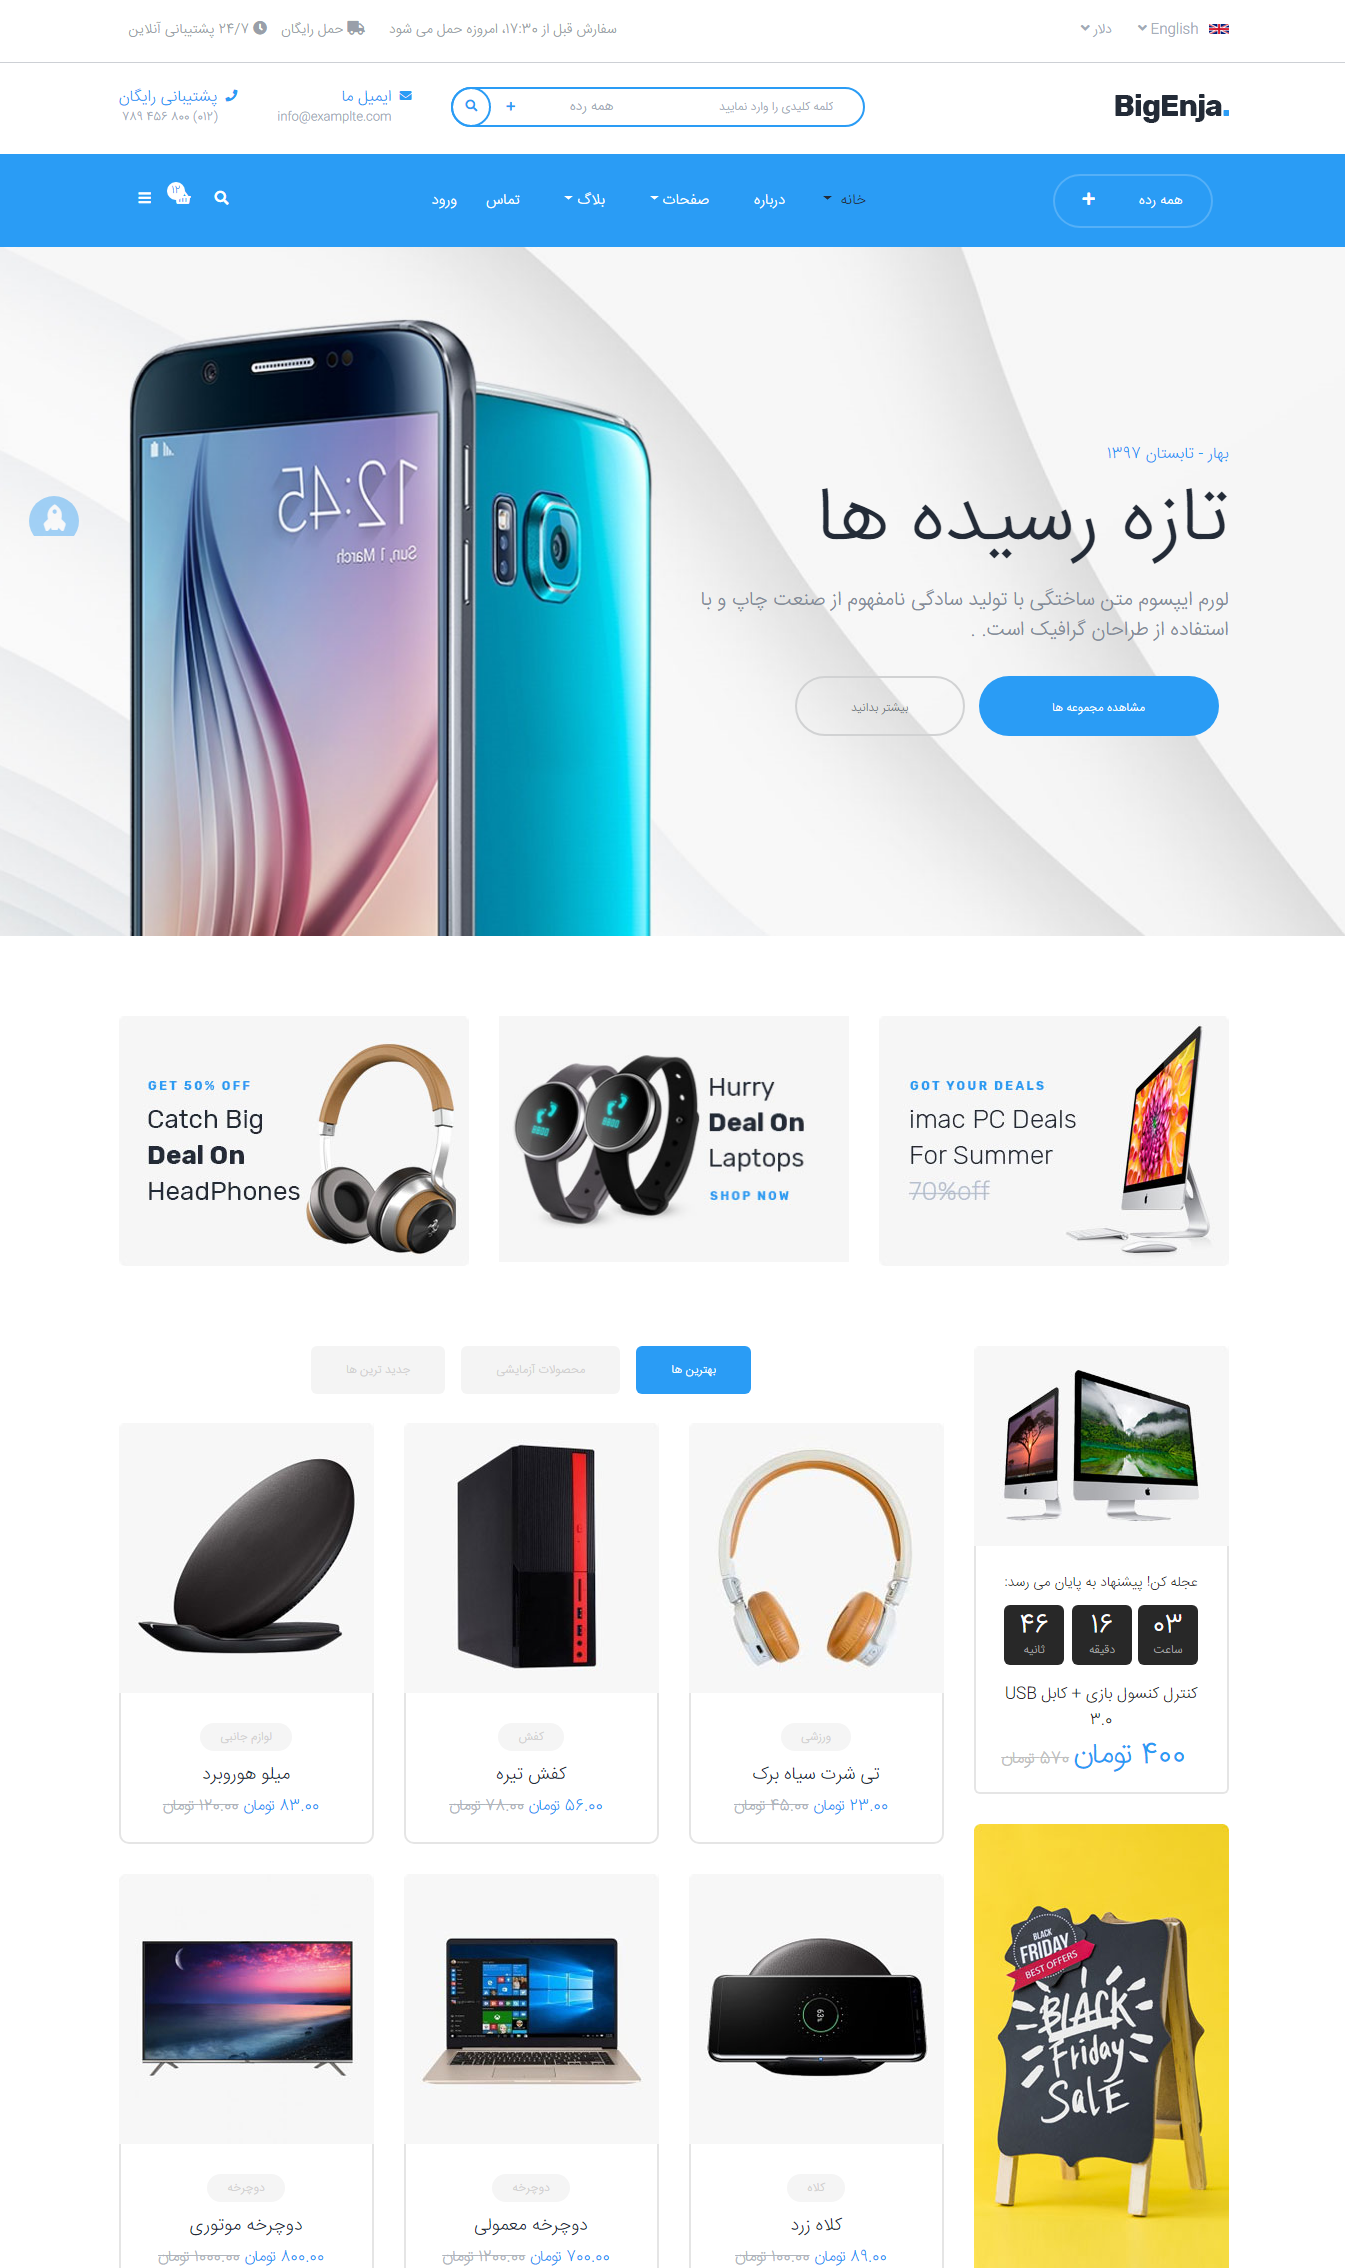 English
دلار
سفارش قبل از ۱۷:۳۰، امروزه حمل می شود
حمل رایگان
۲۴/۷ پشتیبانی آنلاین
BigEnja.
کلمه کلیدی را وارد نمایید
همه رده
ایمیل ما
info@examplte.com
پشتیبانی رایگان
(۰۱۲) ۸۰۰ ۴۵۶ ۷۸۹
همه رده
خانه
درباره
صفحات
بلاگ
تماس
ورود
۱۲
12:45
Sun, 1 March
بهار - تابستان ۱۳۹۷
تازه رسیده ها
لورم ایپسوم متن ساختگی با تولید سادگی نامفهوم از صنعت چاپ و با
استفاده از طراحان گرافیک است. .
مشاهده مجموعه ها
بیشتر بدانید
GOT YOUR DEALS
imac PC Deals
For Summer
70%off
Hurry
Deal On
Laptops
SHOP NOW
GET 50% OFF
Catch Big
Deal On
HeadPhones
بهترین ها
محصولات آزمایشی
جدید ترین ها
عجله کن! پیشنهاد به پایان می رسد:
۰۳
ساعت
۱۶
دقیقه
۴۶
ثانیه
کنترل کنسول بازی + کابل USB
۳.۰
۴۰۰ تومان ۵۷۰ تومان
ورزشی
تی شرت سیاه برک
۲۳.۰۰ تومان ۴۵.۰۰ تومان
کفش
کفش تیره
۵۶.۰۰ تومان ۷۸.۰۰ تومان
لوازم جانبی
میلو هوروبرد
۸۳.۰۰ تومان ۱۲۰.۰۰ تومان
BLACK
FRIDAY
BEST OFFERS
BLACK
Friday
SALE
63%
کلاه
کلاه زرد
۸۹.۰۰ تومان ۱۰۰.۰۰ تومان
دوچرخه
دوچرخه معمولی
۷۰۰.۰۰ تومان ۱۲۰۰.۰۰ تومان
دوچرخه
دوچرخه موتوری
۸۰۰.۰۰ تومان ۱۰۰۰.۰۰ تومان